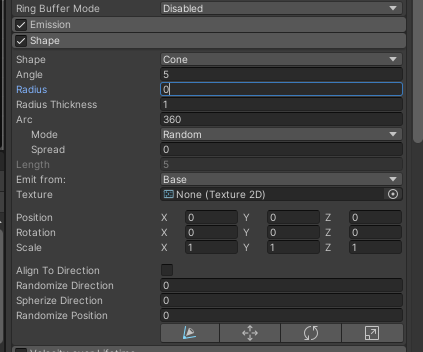 Ring Buffer Mode Disabled
Emission
Shape
Shape Cone
Angle 5
Radius 0
Radius Thickness 1
Arc 360
Mode Random
Spread 0
Length 5
Emit from: Base
Texture None (Texture 2D)
Position X 0 Y 0 Z 0
Rotation X 0 Y 0 Z 0
Scale X 1 Y 1 Z 1
Align To Direction
Randomize Direction 0
Spherize Direction 0
Randomize Position 0
Velocity over Lifetime